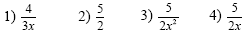 1) 4/3x 2) 5/2 3) 5/2x² 4) 5/2x